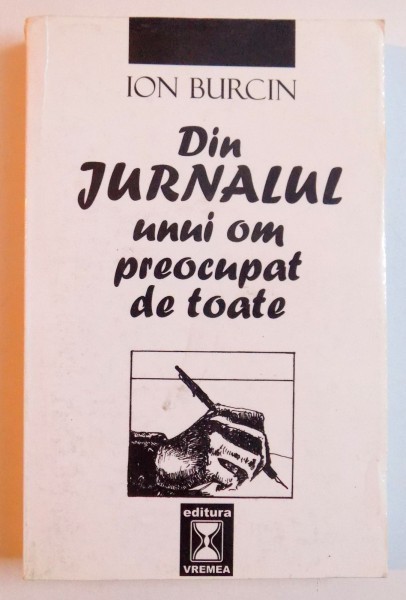 ION BURCIN
Din
JURNALUL
unui om
preocupat
de toate
editura
VREMEA